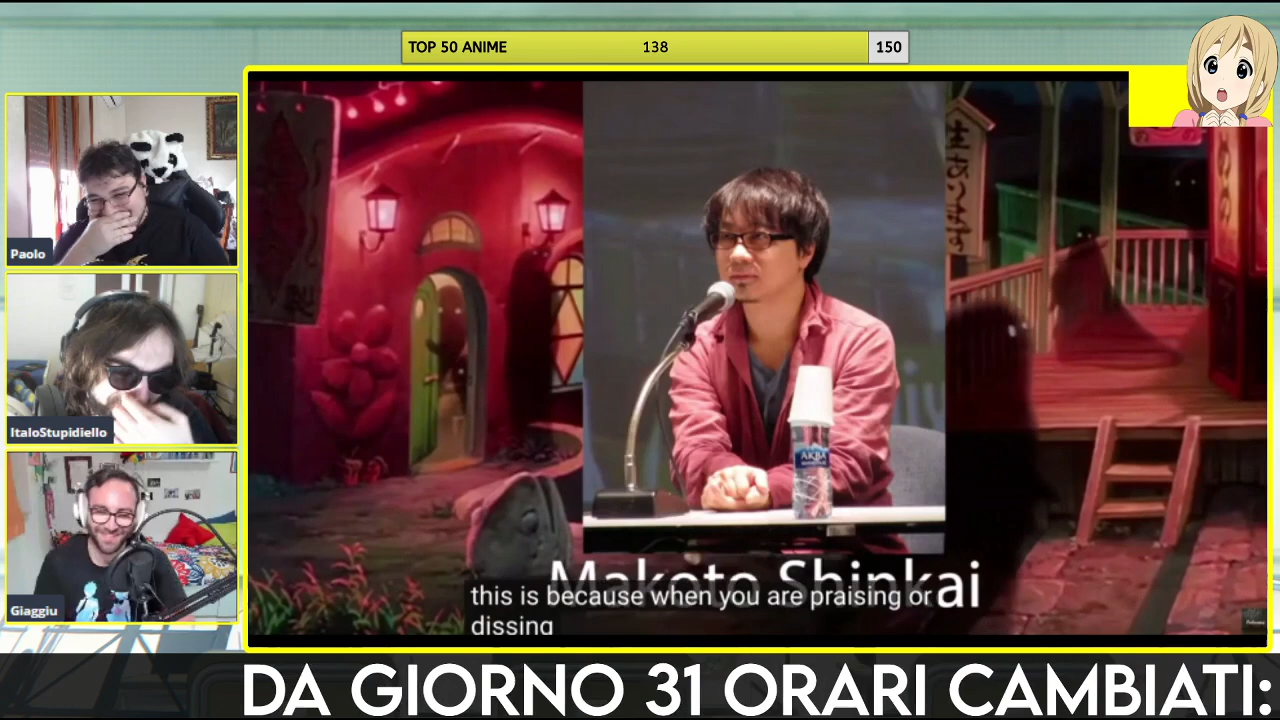 TOP 50 ANIME 138 150
Paolo
ItaloStupidiello
Giaggiu
AKBA
Makoto Shinkai
this is because when you are praising or
dissing
DA GIORNO 31 ORARI CAMBIATI: